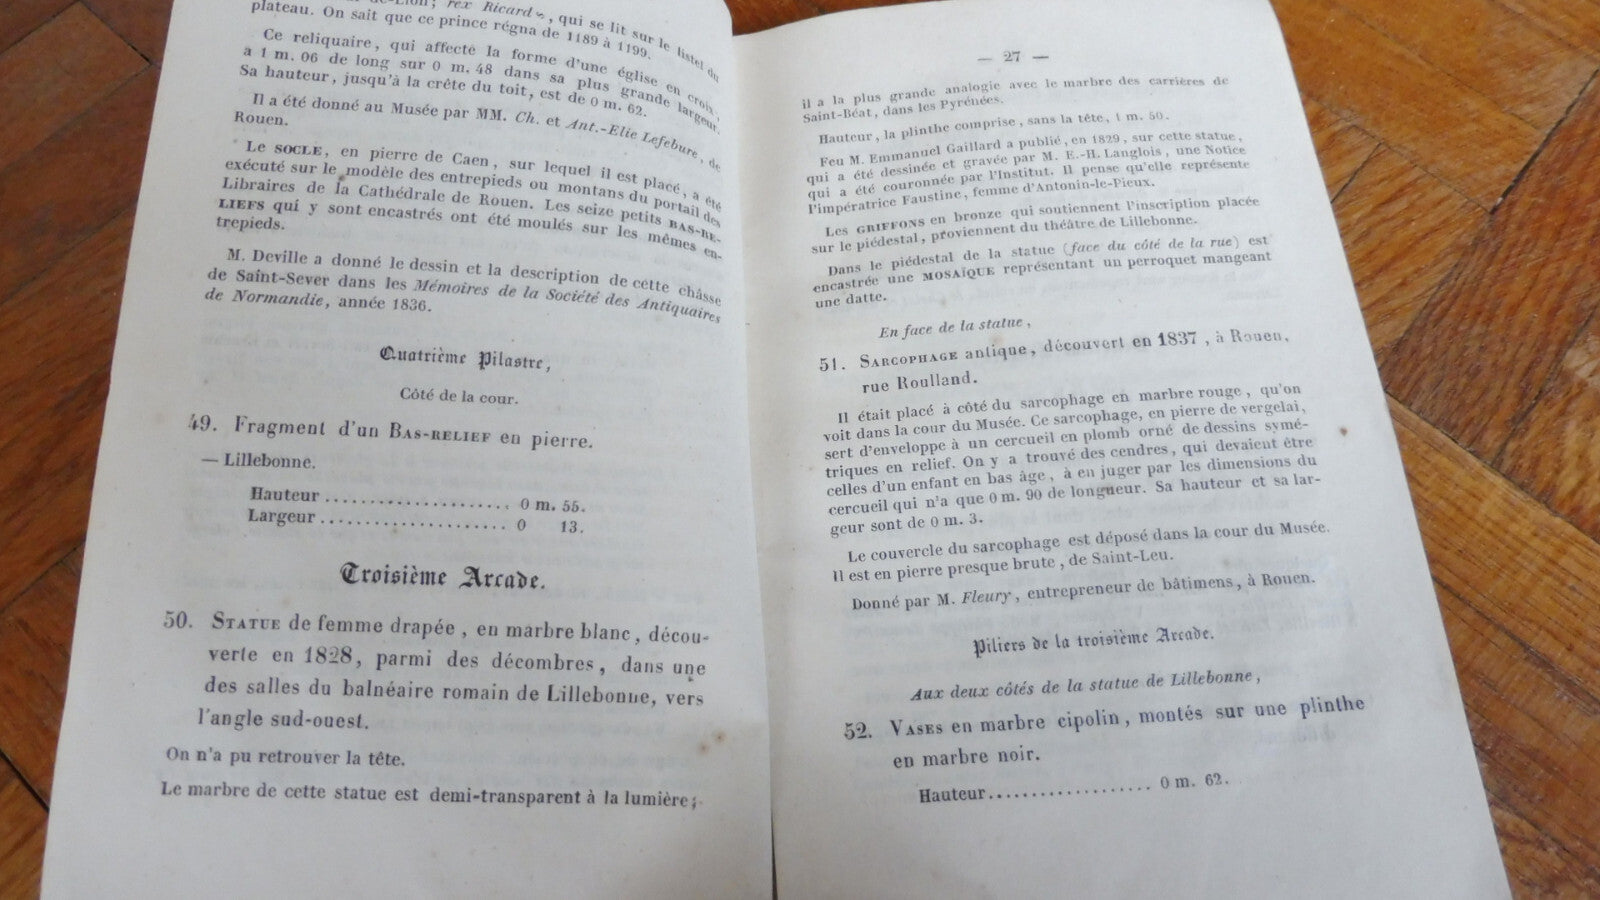 de-Lion; rex Ricard~, qui se lit sur le listel du
plateau. On sait que ce prince régna de 1189 à 1199.
Ce reliquaire, qui affecte la forme d'une église en croix,
a 1 m. 06 de long sur 0 m. 48 dans sa plus grande largeur.
Sa hauteur, jusqu'à la crête du toit, est de 0 m. 62.
Il a été donné au Musée par MM. Ch. et Ant.-Elie Lefebure, de
Rouen.
Le SOCLE, en pierre de Caen, sur lequel il est placé, a été
exécuté sur le modèle des entrepieds ou montans du portail des
Libraires de la Cathédrale de Rouen. Les seize petits BAS-RE-
LIEFS qui y sont encastrés ont été moulés sur les mêmes en-
trepieds.
M. Deville a donné le dessin et la description de cette châsse
de Saint-Sever dans les Mémoires de la Société des Antiquaires
de Normandie, année 1836.
Quatrième Pilastre,
Côté de la cour.
49. Fragment d'un BAS-RELIEF en pierre.
— Lillebonne.
Hauteur ...................... 0 m. 55.
Largeur ...................... 0 13.
Troisième Arcade.
50. STATUE de femme drapée, en marbre blanc, décou-
verte en 1828, parmi des décombres, dans une
des salles du balnéaire romain de Lillebonne, vers
l'angle sud-ouest.
On n'a pu retrouver la tête.
Le marbre de cette statue est demi-transparent à la lumière;
— 27 —
il a la plus grande analogie avec le marbre des carrières de
Saint-Béat, dans les Pyrénées.
Hauteur, la plinthe comprise, sans la tête, 1 m. 50.
Feu M. Emmanuel Gaillard a publié, en 1829, sur cette statue,
qui a été dessinée et gravée par M. E.-H. Langlois, une Notice
qui a été couronnée par l'Institut. Il pense qu'elle représente
l'impératrice Faustine, femme d'Antonin-le-Pieux.
Les GRIFFONS en bronze qui soutiennent l'inscription placée
sur le piédestal, proviennent du théâtre de Lillebonne.
Dans le piédestal de la statue (face du côté de la rue) est
encastrée une MOSAÏQUE représentant un perroquet mangeant
une datte.
En face de la statue,
51. SARCOPHAGE antique, découvert en 1837, à Rouen,
rue Roulland.
Il était placé à côté du sarcophage en marbre rouge, qu'on
voit dans la cour du Musée. Ce sarcophage, en pierre de vergelai,
sert d'enveloppe à un cercueil en plomb orné de dessins symé-
triques en relief. On y a trouvé des cendres, qui devaient être
celles d'un enfant en bas âge, à en juger par les dimensions du
cercueil qui n'a que 0 m. 90 de longueur. Sa hauteur et sa lar-
geur sont de 0 m. 3.
Le couvercle du sarcophage est déposé dans la cour du Musée.
Il est en pierre presque brute, de Saint-Leu.
Donné par M. Fleury, entrepreneur de bâtimens, à Rouen.
Piliers de la troisième Arcade.
Aux deux côtés de la statue de Lillebonne,
52. VASES en marbre cipolin, montés sur une plinthe
en marbre noir.
Hauteur................... 0 m. 62.